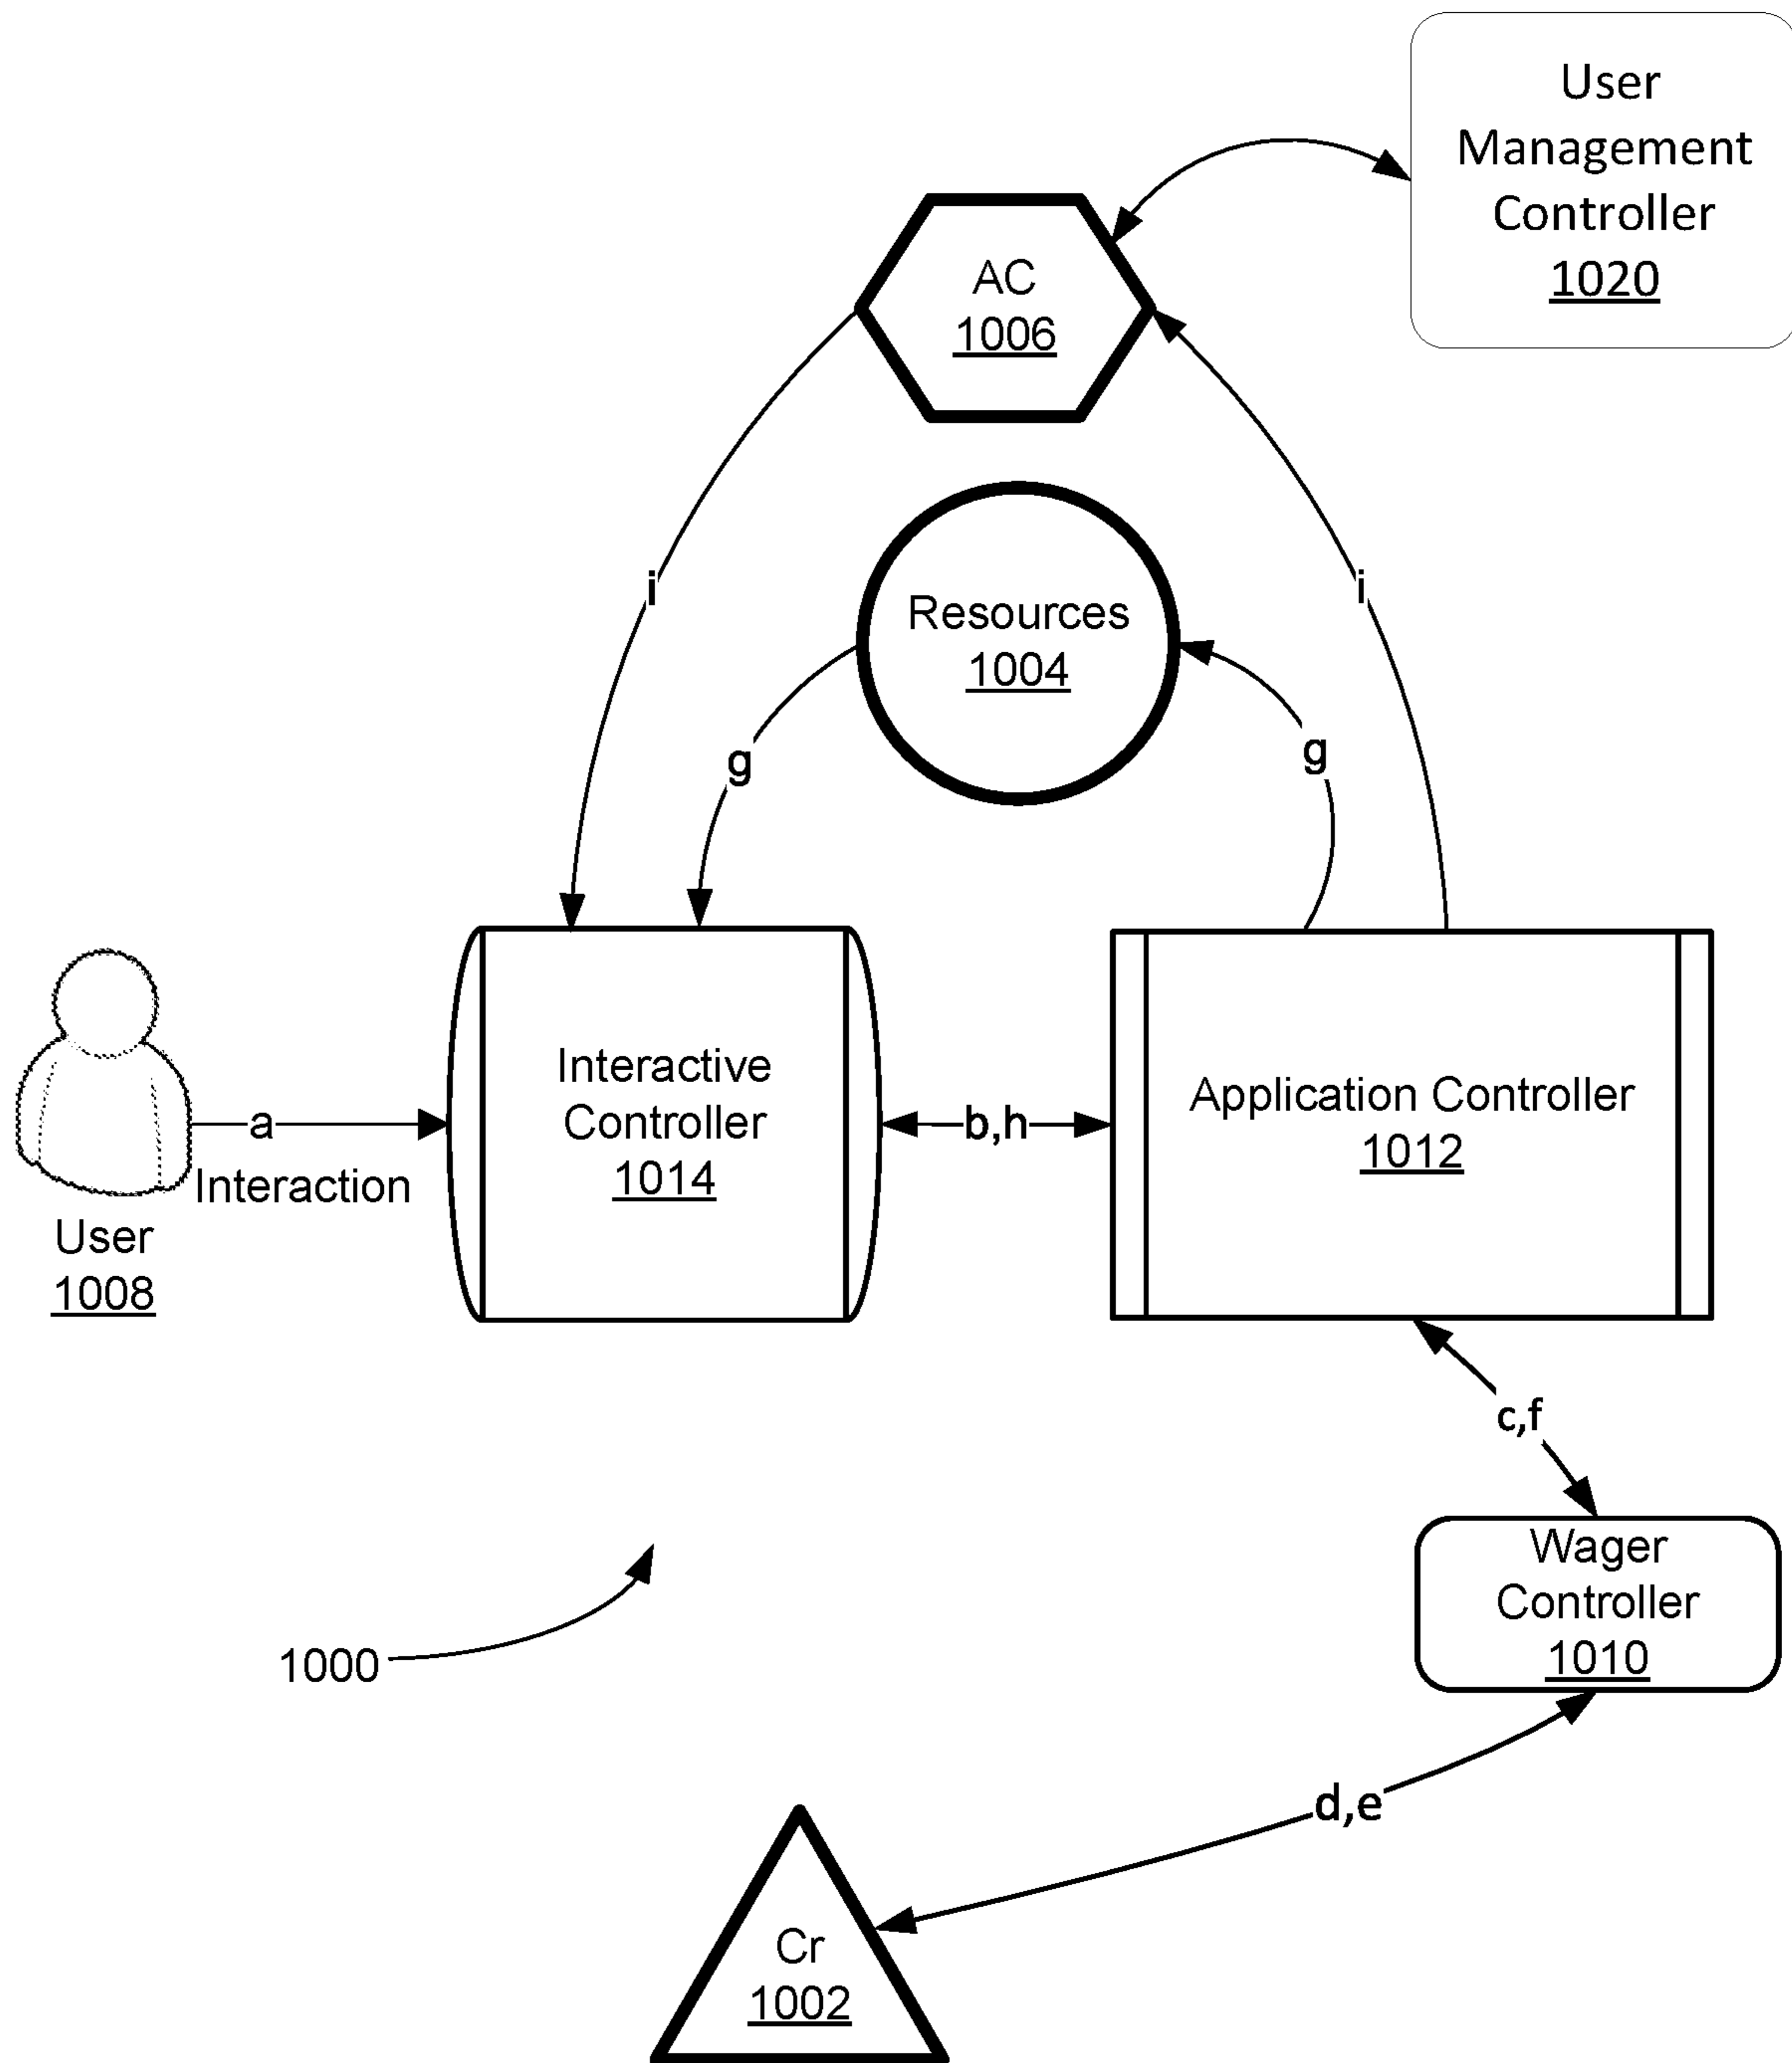 User
Management
Controller
1020
AC
1006
i
i
Resources
1004
g
g
Interactive
Controller
1014
Application Controller
1012
a
Interaction
b,h
User
1008
c,f
Wager
Controller
1010
1000
d,e
Cr
1002